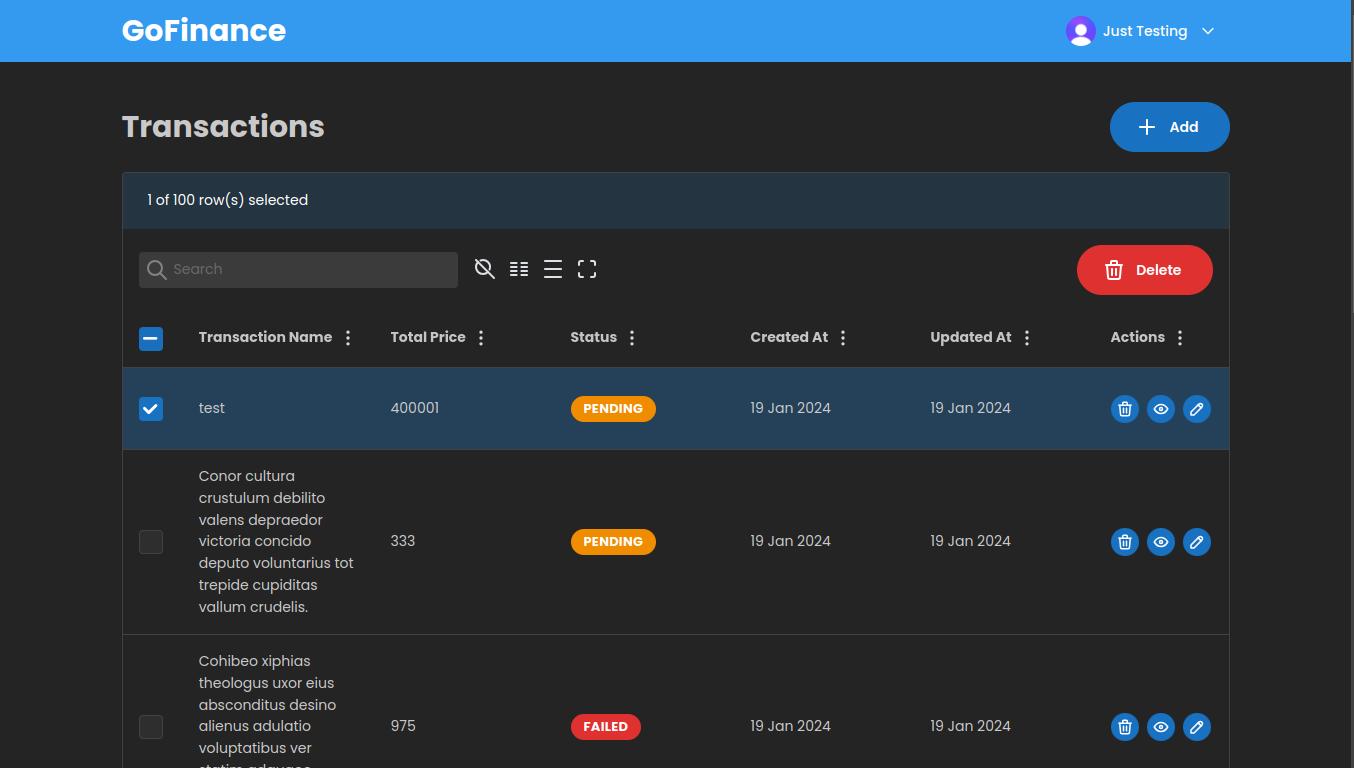 GoFinance
Just Testing
Transactions
Add
1 of 100 row(s) selected
Search
Delete
Transaction Name Total Price Status Created At Updated At Actions
test 400001 PENDING 19 Jan 2024 19 Jan 2024
Conor cultura
crustulum debilito
valens depraedor
victoria concido
deputo voluntarius tot
trepide cupiditas
vallum crudelis.
333 PENDING 19 Jan 2024 19 Jan 2024
Cohibeo xiphias
theologus uxor eius
absconditus desino
alienus adulatio
voluptatibus ver
975 FAILED 19 Jan 2024 19 Jan 2024